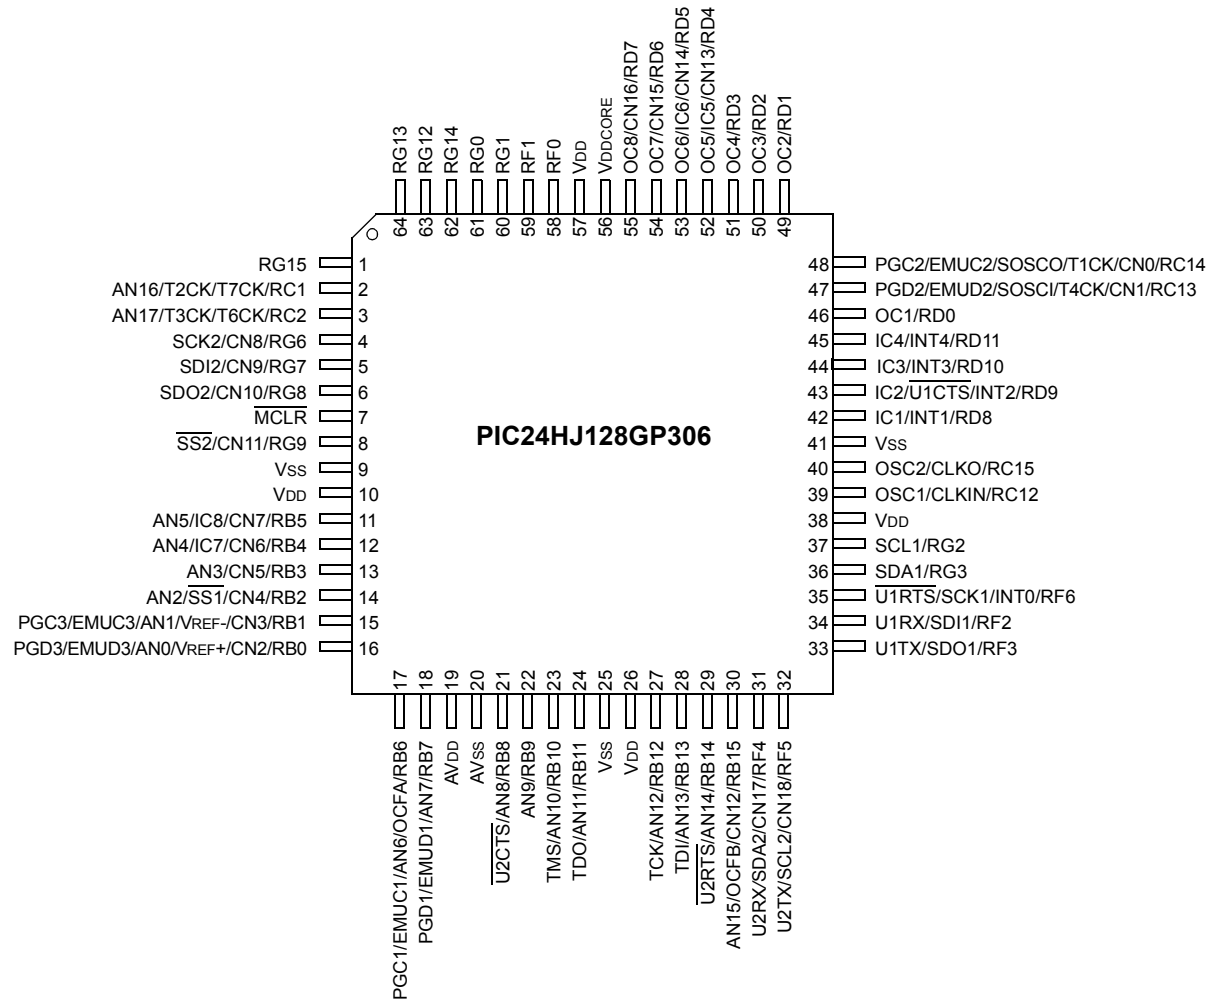 RG13
RG12
RG14
RG0
RG1
RF1
RF0
VDD
VDDCORE
OC8/CN16/RD7
OC7/CN15/RD6
OC6/IC6/CN14/RD5
OC5/IC5/CN13/RD4
OC4/RD3
OC3/RD2
OC2/RD1
64
63
62
61
60
59
58
57
56
55
54
53
52
51
50
49
RG15 1
AN16/T2CK/T7CK/RC1 2
AN17/T3CK/T6CK/RC2 3
SCK2/CN8/RG6 4
SDI2/CN9/RG7 5
SDO2/CN10/RG8 6
MCLR 7
SS2/CN11/RG9 8
VSS 9
VDD 10
AN5/IC8/CN7/RB5 11
AN4/IC7/CN6/RB4 12
AN3/CN5/RB3 13
AN2/SS1/CN4/RB2 14
PGC3/EMUC3/AN1/VREF-/CN3/RB1 15
PGD3/EMUD3/AN0/VREF+/CN2/RB0 16
PIC24HJ128GP306
48 PGC2/EMUC2/SOSCO/T1CK/CN0/RC14
47 PGD2/EMUD2/SOSCI/T4CK/CN1/RC13
46 OC1/RD0
45 IC4/INT4/RD11
44 IC3/INT3/RD10
43 IC2/U1CTS/INT2/RD9
42 IC1/INT1/RD8
41 VSS
40 OSC2/CLKO/RC15
39 OSC1/CLKIN/RC12
38 VDD
37 SCL1/RG2
36 SDA1/RG3
35 U1RTS/SCK1/INT0/RF6
34 U1RX/SDI1/RF2
33 U1TX/SDO1/RF3
17
18
19
20
21
22
23
24
25
26
27
28
29
30
31
32
PGC1/EMUC1/AN6/OCFA/RB6
PGD1/EMUD1/AN7/RB7
AVDD
AVSS
U2CTS/AN8/RB8
AN9/RB9
TMS/AN10/RB10
TDO/AN11/RB11
VSS
VDD
TCK/AN12/RB12
TDI/AN13/RB13
U2RTS/AN14/RB14
AN15/OCFB/CN12/RB15
U2RX/SDA2/CN17/RF4
U2TX/SCL2/CN18/RF5